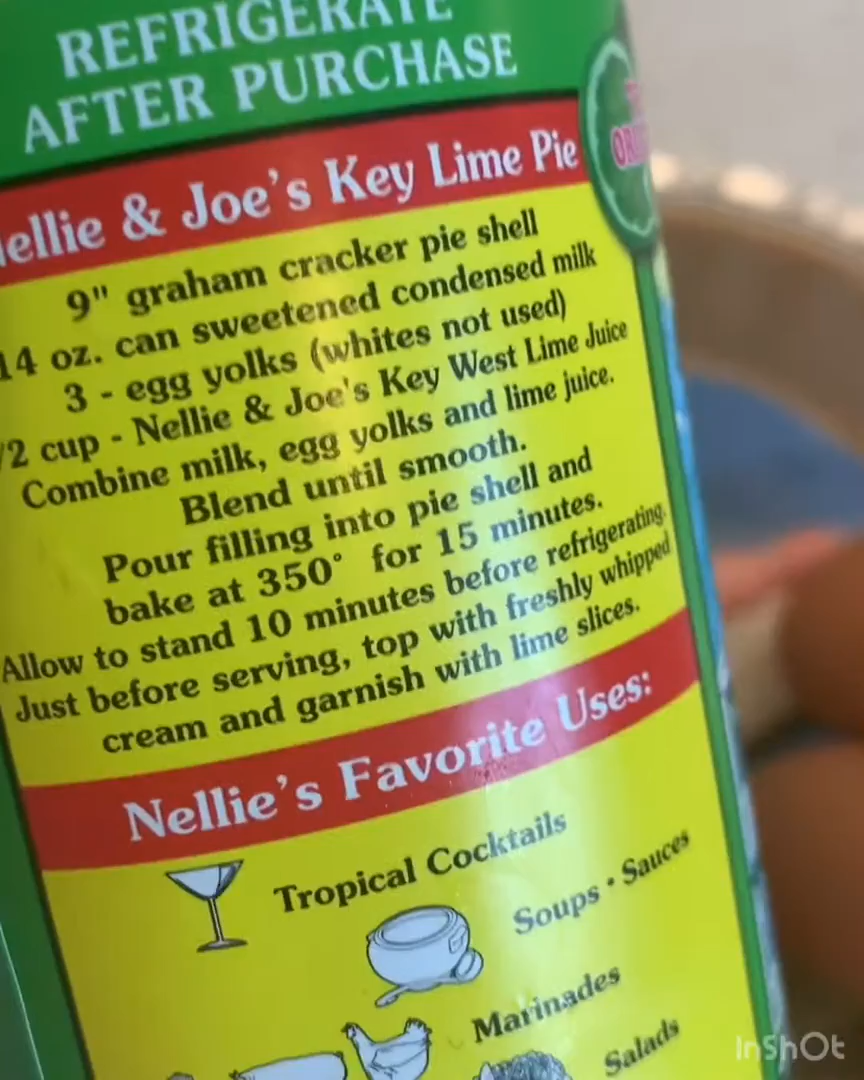 REFRIGERATE
AFTER PURCHASE
Nellie & Joe's Key Lime Pie
9" graham cracker pie shell
14 oz. can sweetened condensed milk
3 - egg yolks (whites not used)
/2 cup - Nellie & Joe's Key West Lime Juice
Combine milk, egg yolks and lime juice.
Blend until smooth.
Pour filling into pie shell and
bake at 350° for 15 minutes.
Allow to stand 10 minutes before refrigerating.
Just before serving, top with freshly whipped
cream and garnish with lime slices.
Nellie's Favorite Uses:
Tropical Cocktails
Soups • Sauces
Marinades
Salads
InShOt